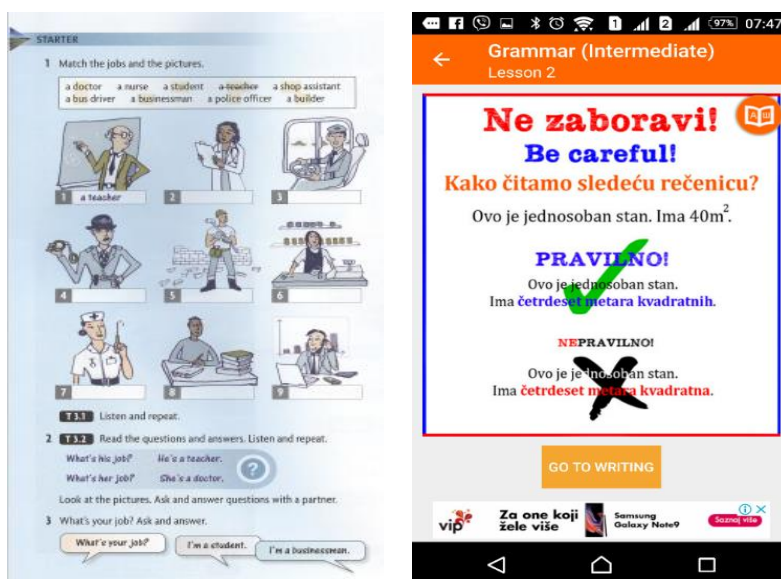 STARTER
1 Match the jobs and the pictures.
a doctor a nurse a student a teacher a shop assistant
a bus driver a businessman a police officer a builder
1 a teacher
2
3
4
5
6
7
8
9
T 3.1 Listen and repeat.
2 T 3.2 Read the questions and answers. Listen and repeat.
What's his job? He's a teacher.
What's her job? She's a doctor.
?
Look at the pictures. Ask and answer questions with a partner.
3 What's your job? Ask and answer.
What's your job?
I'm a student.
I'm a businessman.
1 2 97% 07:47
Grammar (Intermediate)
Lesson 2
Ne zaboravi!
Be careful!
Kako čitamo sledeću rečenicu?
Ovo je jednosoban stan. Ima 40m².
PRAVILNO!
Ovo je jednosoban stan.
Ima četrdeset metara kvadratnih.
NEPRAVILNO!
Ovo je jednosoban stan.
Ima četrdeset metara kvadratna.
GO TO WRITING
vip
Za one koji
žele više
Samsung
Galaxy Note9
Saznaj više